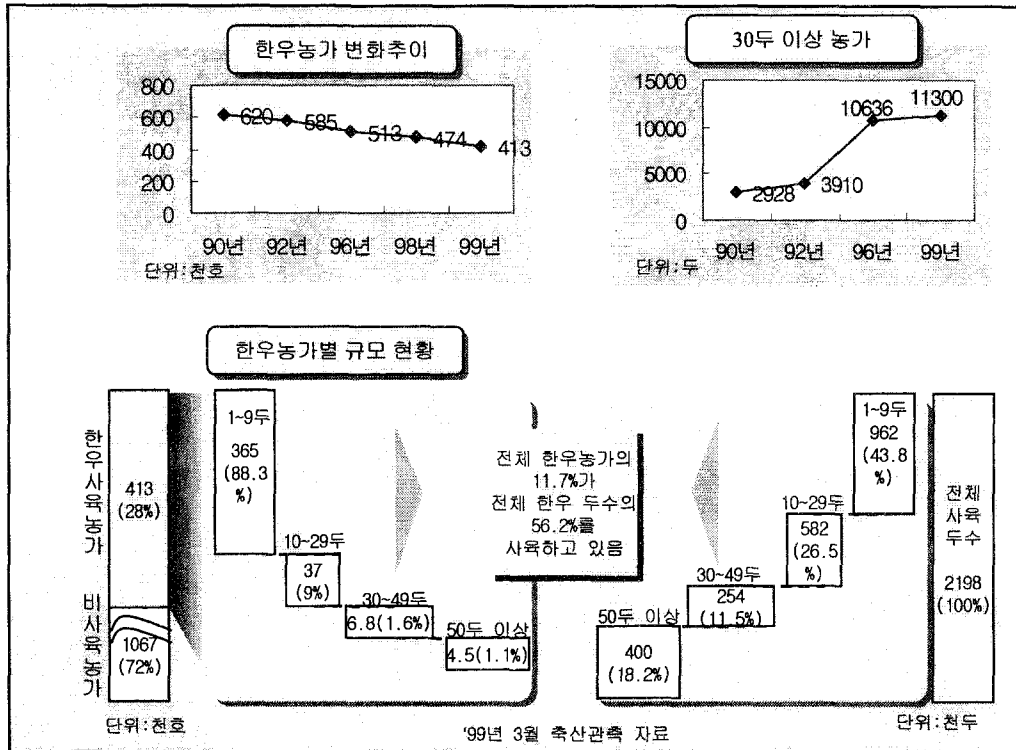 한우농가 변화추이
800
600
400
200
0
620
585
513
474
413
90년 92년 96년 98년 99년
단위:천호
30두 이상 농가
15000
10000
5000
0
2928
3910
10636
11300
90년 92년 96년 99년
단위:두
한우농가별 규모 현황
한우사육농가
413
(28%)
비사육농가
1067
(72%)
단위:천호
1~9두
365
(88.3
%)
10~29두
37
(9%)
30~49두
6.8(1.6%)
50두 이상
4.5(1.1%)
전체 한우농가의
11.7%가
전체 한우 두수의
56.2%를
사육하고 있음
50두 이상
400
(18.2%)
30~49두
254
(11.5%)
10~29두
582
(26.5
%)
1~9두
962
(43.8
%)
전체
사육
두수
2198
(100%)
단위:천두
'99년 3월 축산관측 자료